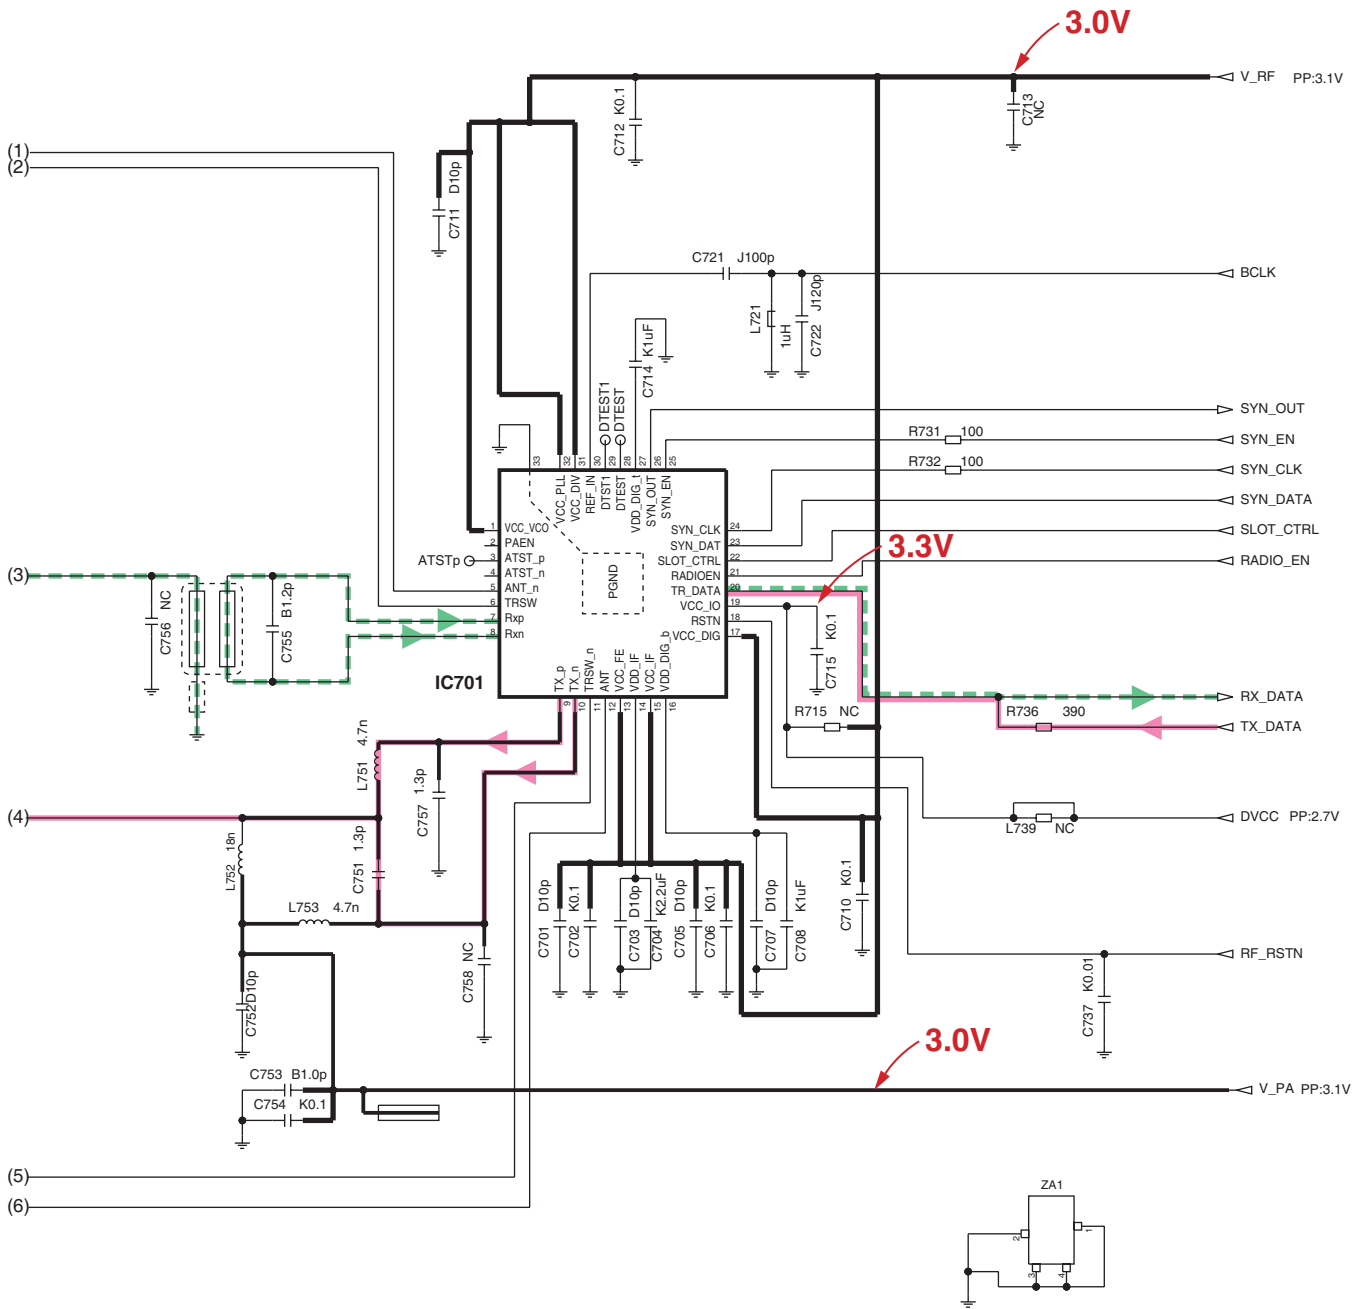 3.0V
V_RF PP:3.1V
C713 NC
C712 K0.1
(1)
(2)
C711 D10p
C721 J100p
BCLK
L721 1uH
C722 J120p
C714 K1uF
DTEST1
DTEST
SYN_OUT
R731 100
SYN_EN
R732 100
SYN_CLK
SYN_DATA
SLOT_CTRL
3.3V
RADIO_EN
33
32
31
30
29
28
27
26
25
VCC_PLL
VCC_DIV
REF_IN
DTST1
DTEST
VDD_DIG_t
SYN_OUT
SYN_EN
1 VCC_VCO
2 PAEN
ATSTp
3 ATST_p
4 ATST_n
5 ANT_n
6 TRSW
7 Rxp
8 Rxn
SYN_CLK 24
SYN_DAT 23
SLOT_CTRL 22
RADIOEN 21
TR_DATA 20
VCC_IO 19
RSTN 18
VCC_DIG 17
PGND
TX_p
TX_n
TRSW_n
ANT
VCC_FE
VDD_IF
VCC_IF
VDD_DIG_b
9
10
11
12
13
14
15
16
IC701
(3)
C756 NC
C755 B1.2p
C715 K0.1
RX_DATA
R736 390
TX_DATA
R715 NC
L751 4.7n
C757 1.3p
(4)
L752 18n
C751 1.3p
L739 NC
DVCC PP:2.7V
L753 4.7n
C701 D10p
C702 K0.1
C703 D10p
C704 K2.2uF
C705 D10p
C706 K0.1
C707 D10p
C708 K1uF
C710 K0.1
C758 NC
RF_RSTN
C752 D10p
C737 K0.01
3.0V
C753 B1.0p
C754 K0.1
V_PA PP:3.1V
(5)
(6)
ZA1
2
1
3
4